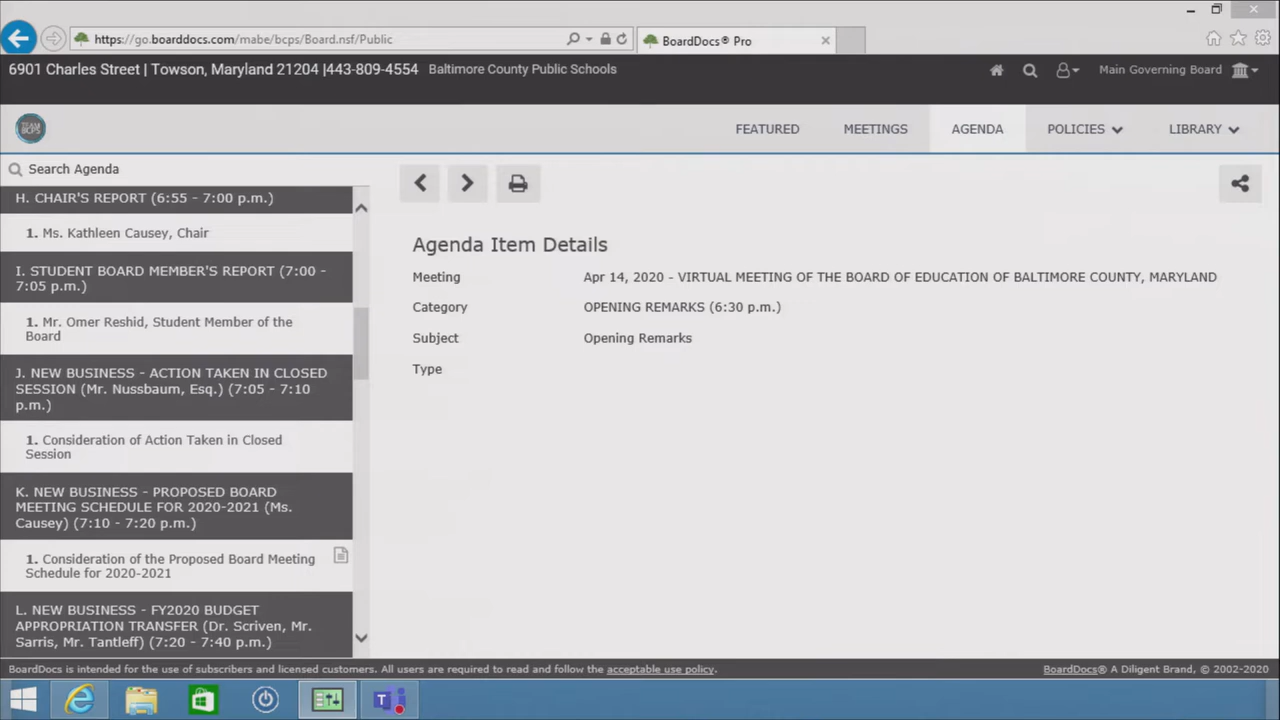 https://go.boarddocs.com/mabe/bcps/Board.nsf/Public
BoardDocs® Pro
6901 Charles Street | Towson, Maryland 21204 |443-809-4554 Baltimore County Public Schools
Main Governing Board
TEAM
BCPS
FEATURED MEETINGS AGENDA POLICIES LIBRARY
Search Agenda
H. CHAIR'S REPORT (6:55 - 7:00 p.m.)
1. Ms. Kathleen Causey, Chair
I. STUDENT BOARD MEMBER'S REPORT (7:00 -
7:05 p.m.)
1. Mr. Omer Reshid, Student Member of the
Board
J. NEW BUSINESS - ACTION TAKEN IN CLOSED
SESSION (Mr. Nussbaum, Esq.) (7:05 - 7:10
p.m.)
1. Consideration of Action Taken in Closed
Session
K. NEW BUSINESS - PROPOSED BOARD
MEETING SCHEDULE FOR 2020-2021 (Ms.
Causey) (7:10 - 7:20 p.m.)
1. Consideration of the Proposed Board Meeting
Schedule for 2020-2021
L. NEW BUSINESS - FY2020 BUDGET
APPROPRIATION TRANSFER (Dr. Scriven, Mr.
Sarris, Mr. Tantleff) (7:20 - 7:40 p.m.)
Agenda Item Details
Meeting Apr 14, 2020 - VIRTUAL MEETING OF THE BOARD OF EDUCATION OF BALTIMORE COUNTY, MARYLAND
Category OPENING REMARKS (6:30 p.m.)
Subject Opening Remarks
Type
BoardDocs is intended for the use of subscribers and licensed customers. All users are required to read and follow the acceptable use policy.
BoardDocs® A Diligent Brand, © 2002-2020